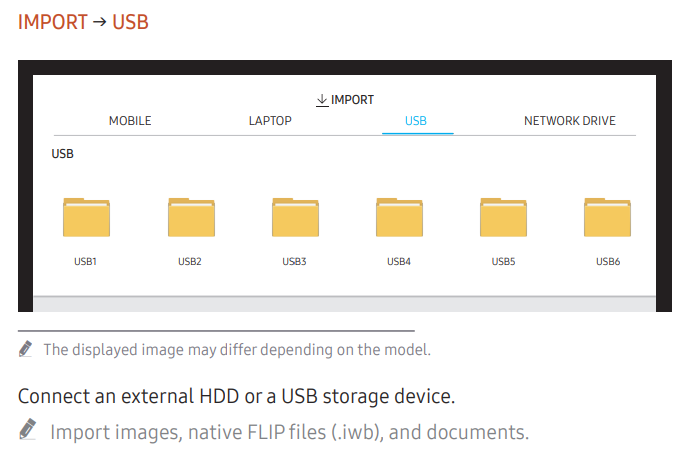 IMPORT → USB
IMPORT
MOBILE LAPTOP USB NETWORK DRIVE
USB
USB1 USB2 USB3 USB4 USB5 USB6
The displayed image may differ depending on the model.
Connect an external HDD or a USB storage device.
Import images, native FLIP files (.iwb), and documents.